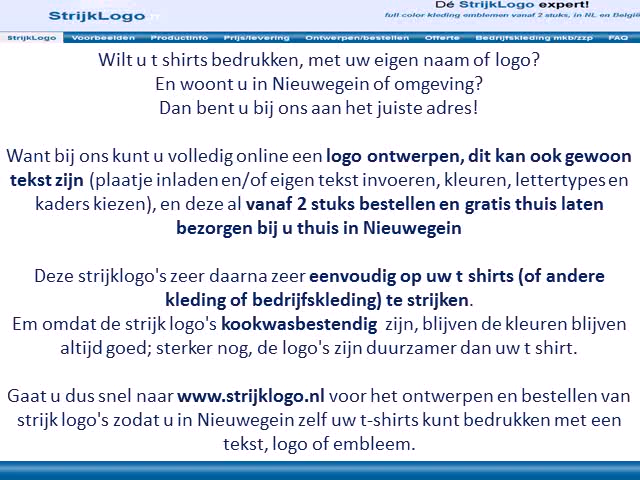 StrijkLogo
Dé StrijkLogo expert!
full color kleding emblemen vanaf 2 stuks, in NL en België
StrijkLogo Voorbeelden Productinfo Prijs/levering Ontwerpen/bestellen Offerte Bedrijfskleding mkb/zzp FAQ
Wilt u t shirts bedrukken, met uw eigen naam of logo?
En woont u in Nieuwegein of omgeving?
Dan bent u bij ons aan het juiste adres!
Want bij ons kunt u volledig online een logo ontwerpen, dit kan ook gewoon
tekst zijn (plaatje inladen en/of eigen tekst invoeren, kleuren, lettertypes en
kaders kiezen), en deze al vanaf 2 stuks bestellen en gratis thuis laten
bezorgen bij u thuis in Nieuwegein
Deze strijklogo's zeer daarna zeer eenvoudig op uw t shirts (of andere
kleding of bedrijfskleding) te strijken.
Em omdat de strijk logo's kookwasbestendig zijn, blijven de kleuren blijven
altijd goed; sterker nog, de logo's zijn duurzamer dan uw t shirt.
Gaat u dus snel naar www.strijklogo.nl voor het ontwerpen en bestellen van
strijk logo's zodat u in Nieuwegein zelf uw t-shirts kunt bedrukken met een
tekst, logo of embleem.